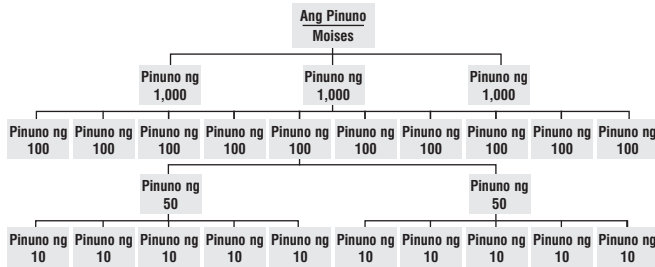 Ang Pinuno
Moises
Pinuno ng Pinuno ng Pinuno ng
1,000 1,000 1,000
Pinuno ng Pinuno ng Pinuno ng Pinuno ng Pinuno ng Pinuno ng Pinuno ng Pinuno ng Pinuno ng Pinuno ng
100 100 100 100 100 100 100 100 100 100
Pinuno ng Pinuno ng
50 50
Pinuno ng Pinuno ng Pinuno ng Pinuno ng Pinuno ng Pinuno ng Pinuno ng Pinuno ng Pinuno ng Pinuno ng
10 10 10 10 10 10 10 10 10 10